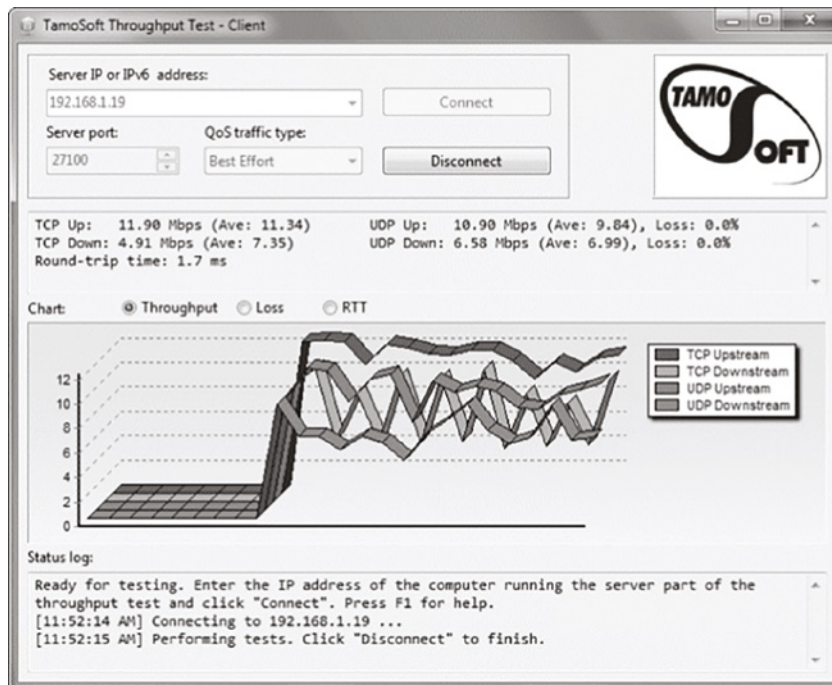 TamoSoft Throughput Test - Client
Server IP or IPv6 address:
192.168.1.19
Connect
Server port:
QoS traffic type:
27100
Best Effort
Disconnect
TAMO
SOFT
TCP Up: 11.90 Mbps (Ave: 11.34) UDP Up: 10.90 Mbps (Ave: 9.84), Loss: 0.0%
TCP Down: 4.91 Mbps (Ave: 7.35) UDP Down: 6.58 Mbps (Ave: 6.99), Loss: 0.0%
Round-trip time: 1.7 ms
Chart: Throughput Loss RTT
12
10
8
6
4
2
0
TCP Upstream
TCP Downstream
UDP Upstream
UDP Downstream
Status log:
Ready for testing. Enter the IP address of the computer running the server part of the
throughput test and click "Connect". Press F1 for help.
[11:52:14 AM] Connecting to 192.168.1.19 ...
[11:52:15 AM] Performing tests. Click "Disconnect" to finish.